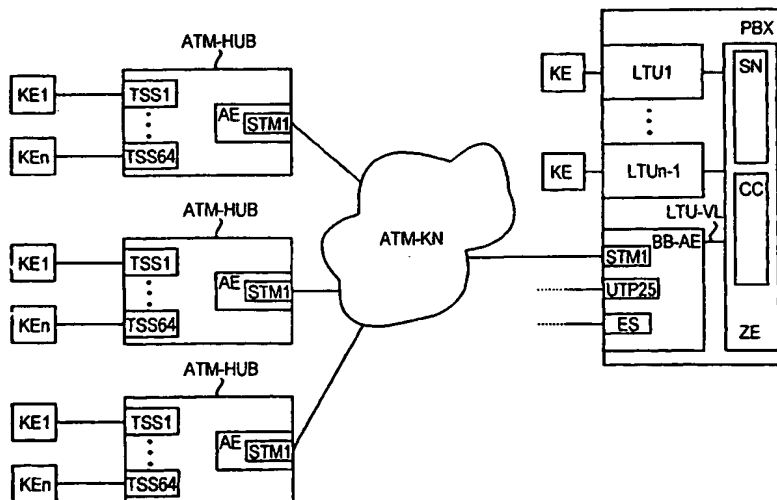 ATM-HUB
KE1
TSS1
AE
STM1
KEn
TSS64
ATM-HUB
KE1
TSS1
AE
STM1
KEn
TSS64
ATM-HUB
KE1
TSS1
AE
STM1
KEn
TSS64
ATM-KN
PBX
KE
LTU1
SN
KE
LTUn-1
CC
LTU-VL
BB-AE
STM1
UTP25
ES
ZE